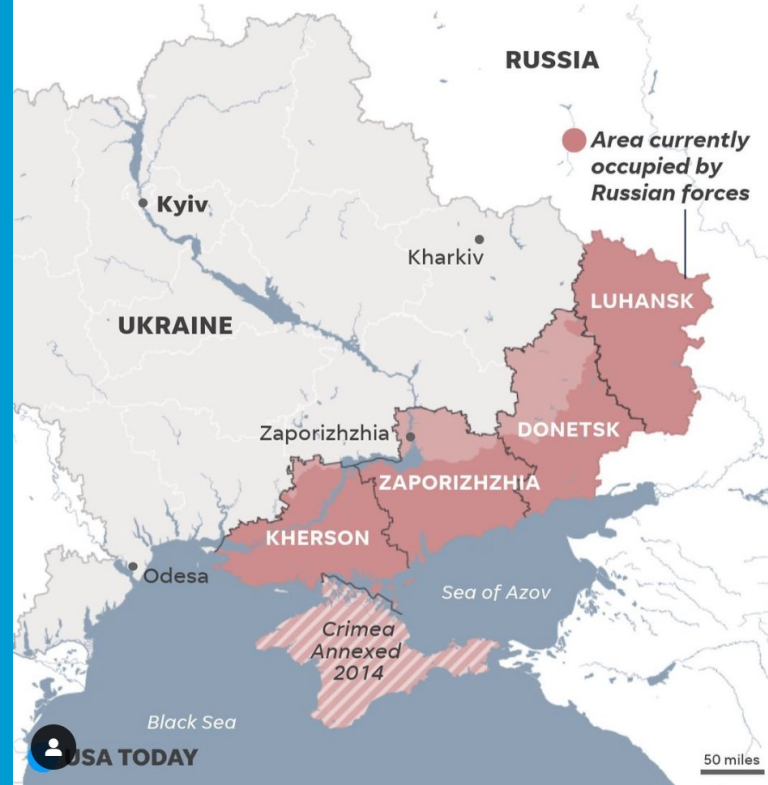 RUSSIA
Area currently
occupied by
Russian forces
Kyiv
Kharkiv
LUHANSK
UKRAINE
Zaporizhzhia
DONETSK
ZAPORIZHZHIA
KHERSON
Odesa
Sea of Azov
Crimea
Annexed
2014
Black Sea
USA TODAY
50 miles